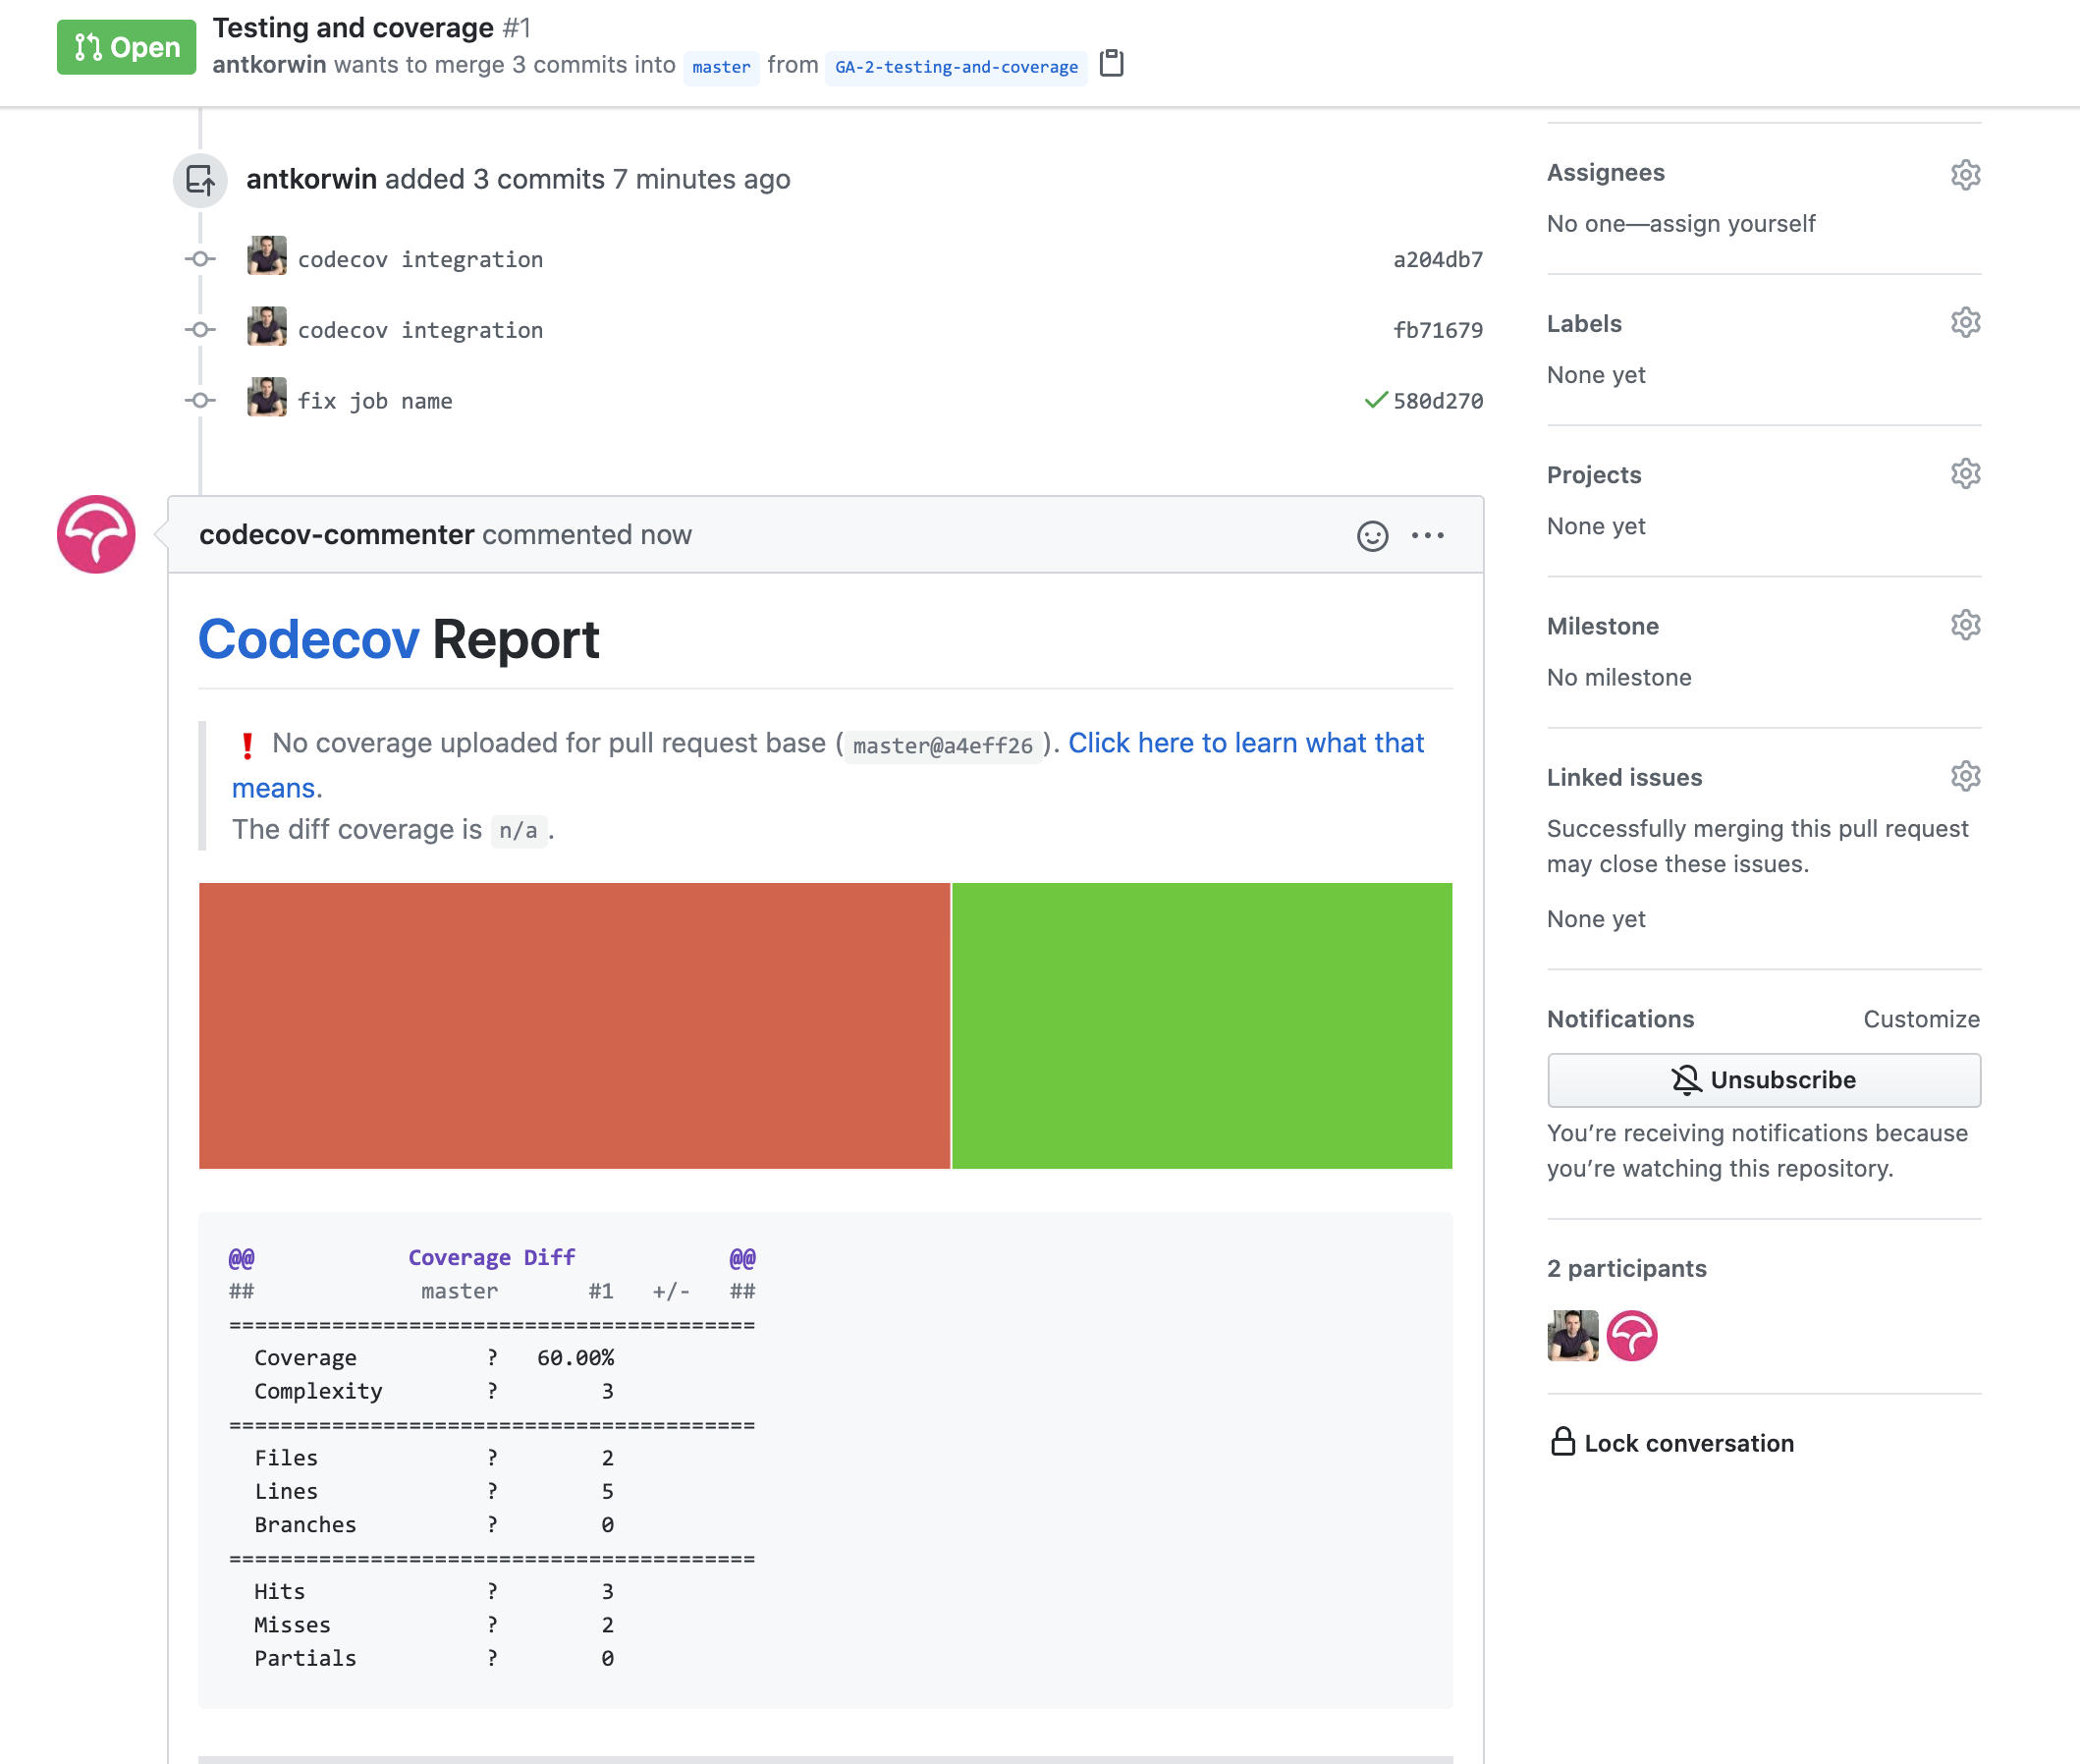 Open
Testing and coverage #1
antkorwin wants to merge 3 commits into master from GA-2-testing-and-coverage
antkorwin added 3 commits 7 minutes ago
codecov integration a204db7
codecov integration fb71679
fix job name 580d270
codecov-commenter commented now
Codecov Report
❗ No coverage uploaded for pull request base (master@a4eff26). Click here to learn what that
means.
The diff coverage is n/a.
@@ Coverage Diff @@
## master #1 +/- ##
=========================================
Coverage ? 60.00%
Complexity ? 3
=========================================
Files ? 2
Lines ? 5
Branches ? 0
=========================================
Hits ? 3
Misses ? 2
Partials ? 0
Assignees
No one—assign yourself
Labels
None yet
Projects
None yet
Milestone
No milestone
Linked issues
Successfully merging this pull request
may close these issues.
None yet
Notifications Customize
Unsubscribe
You’re receiving notifications because
you’re watching this repository.
2 participants
Lock conversation